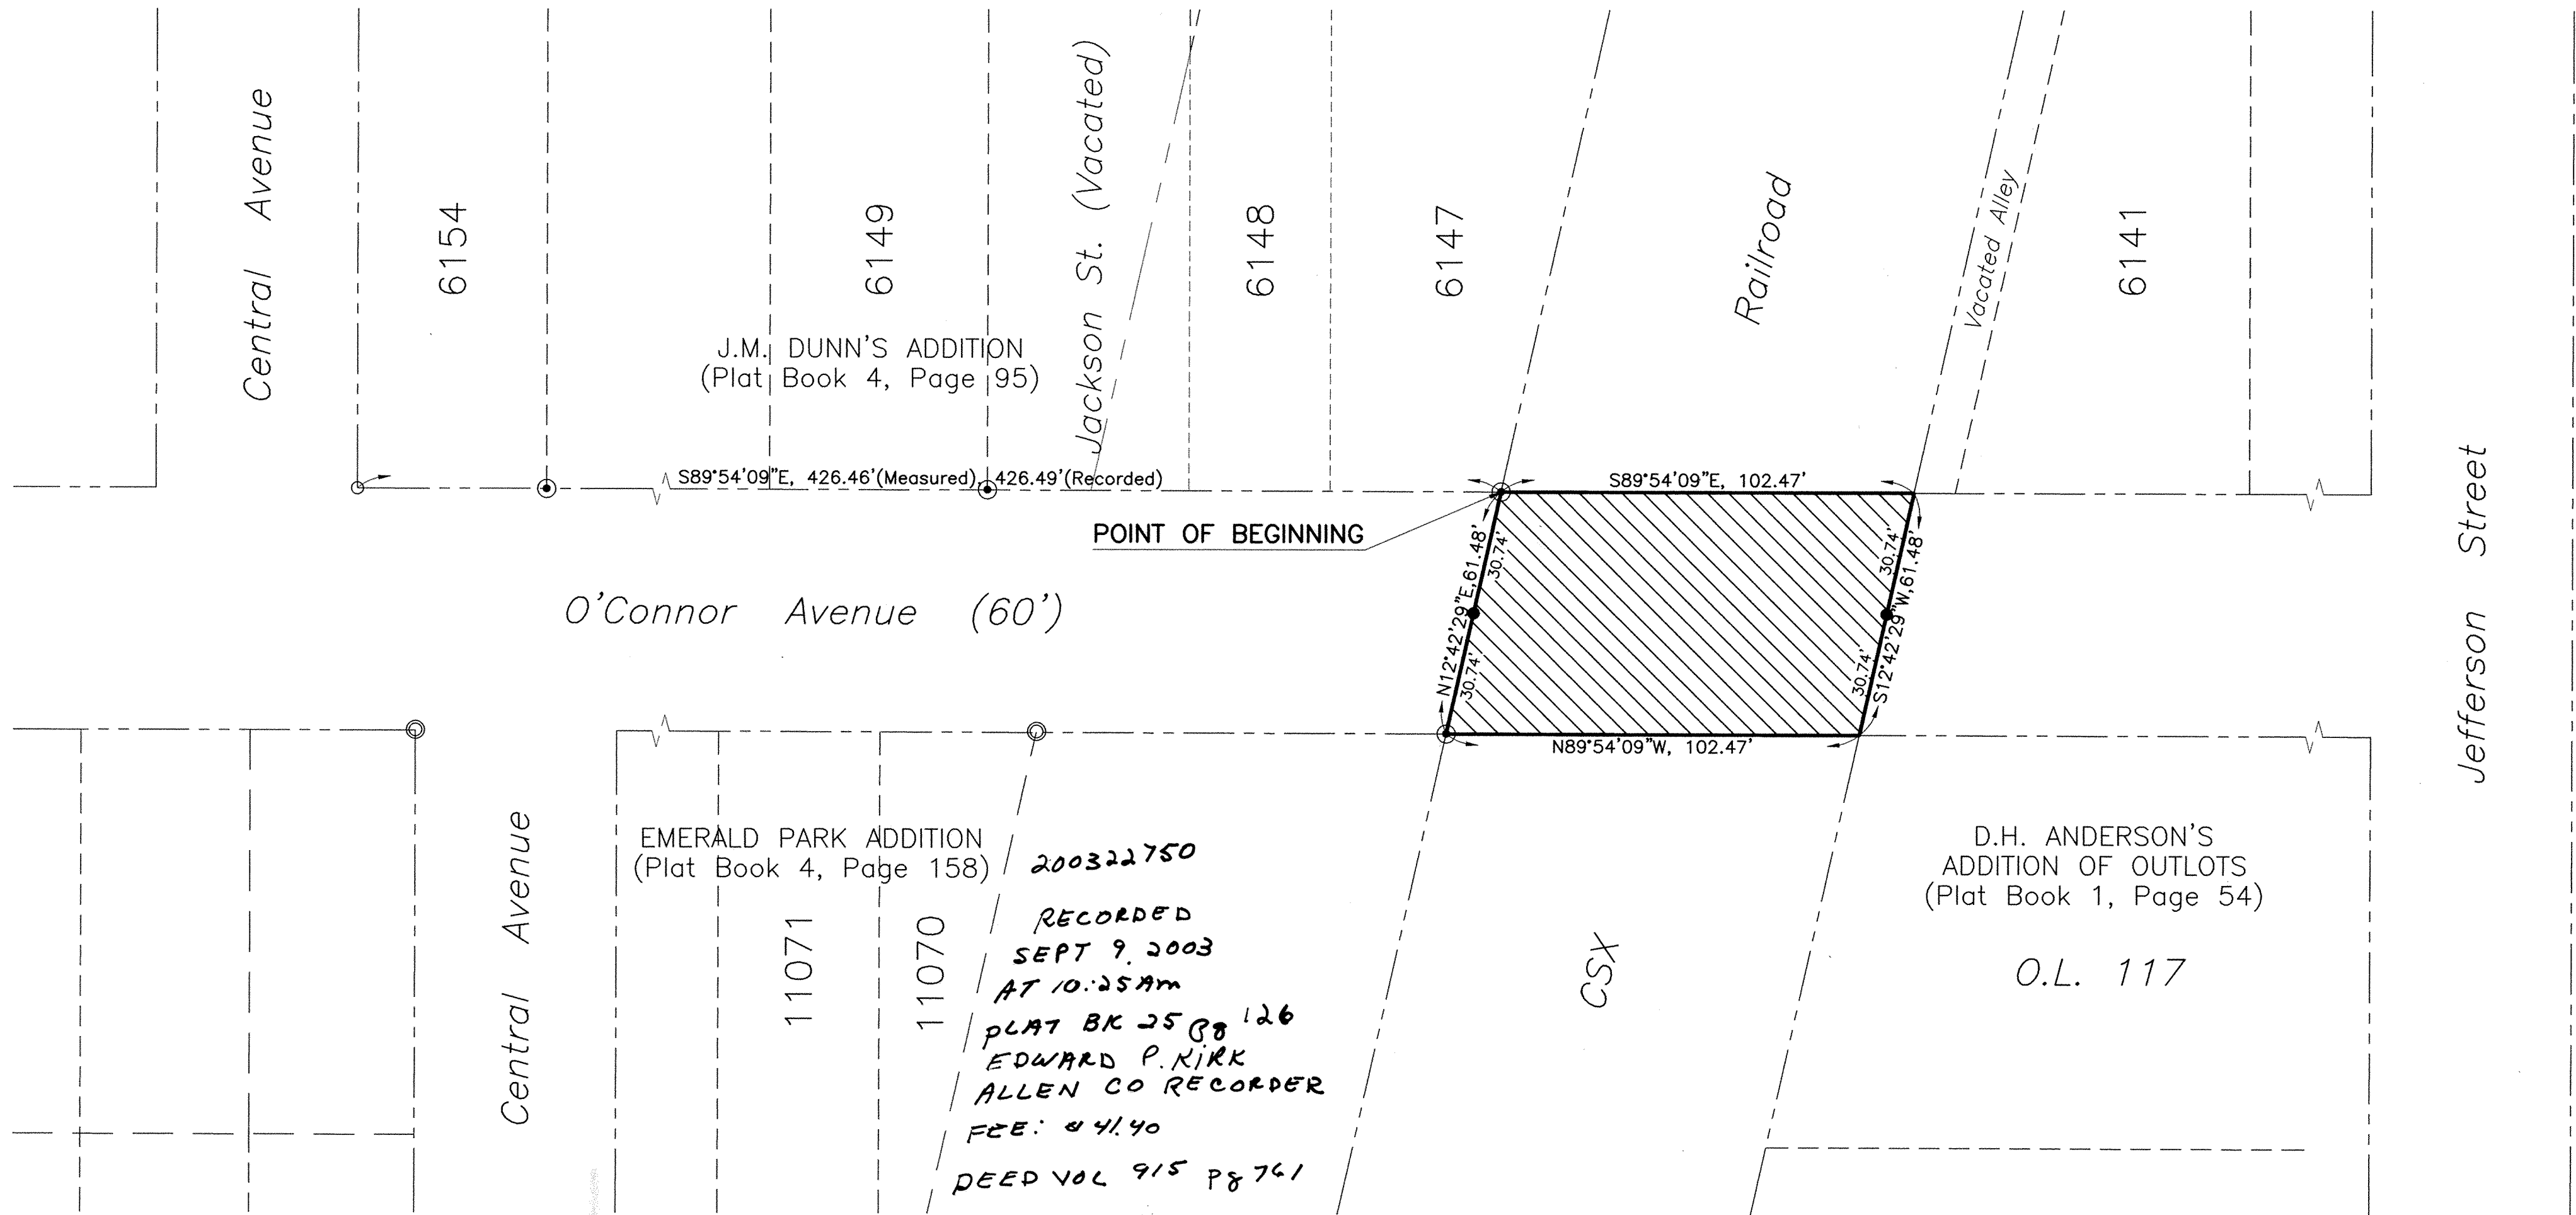 Central Avenue
6154
6149
Jackson St. (Vacated)
6148
6147
Railroad
Vacated Alley
6141
J.M. DUNN'S ADDITION
(Plat Book 4, Page 95)
S89°54'09"E, 426.46'(Measured), 426.49'(Recorded)
S89°54'09"E, 102.47'
POINT OF BEGINNING
N12°42'29"E, 61.48'
30.74'
30.74'
30.74'
30.74'
S12°42'29"W, 61.48'
O'Connor Avenue (60')
Jefferson Street
N89°54'09"W, 102.47'
Central Avenue
EMERALD PARK ADDITION
(Plat Book 4, Page 158)
11071
11070
200322750
RECORDED
SEPT 9. 2003
AT 10:25 Am
PLAT BK 25 Pg 126
EDWARD P. KIRK
ALLEN CO RECORDER
FEE: $ 41.40
DEED VOL 915 Pg
CSX
D.H. ANDERSON'S
ADDITION OF OUTLOTS
(Plat Book 1, Page 54)
O.L. 117